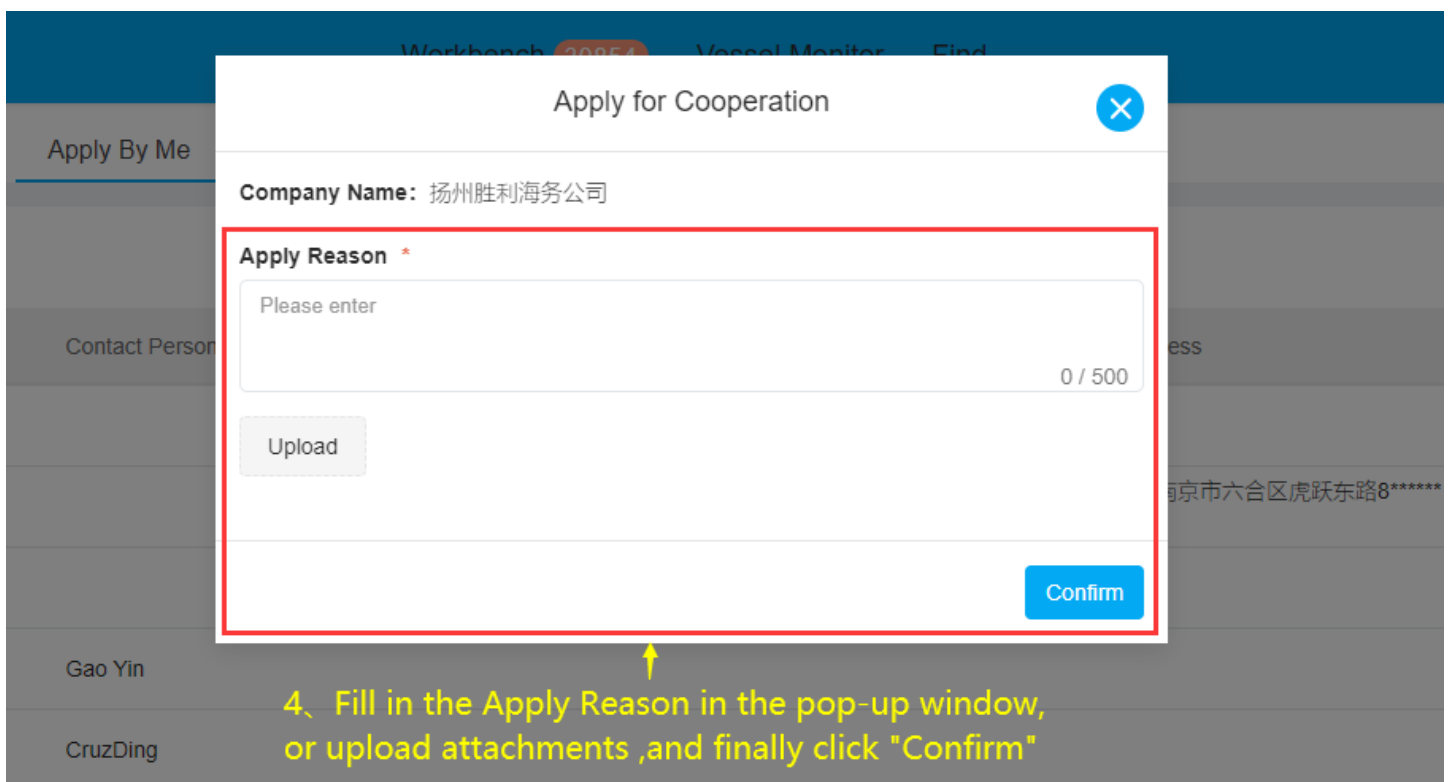 Workbench 20854 Vessel Monitor Find
Apply for Cooperation
Apply By Me
Company Name: 扬州胜利海务公司
Apply Reason *
Please enter
Contact Person
ess
0 / 500
Upload
南京市六合区虎跃东路8******
Confirm
Gao Yin
4、Fill in the Apply Reason in the pop-up window,
or upload attachments ,and finally click "Confirm"
CruzDing